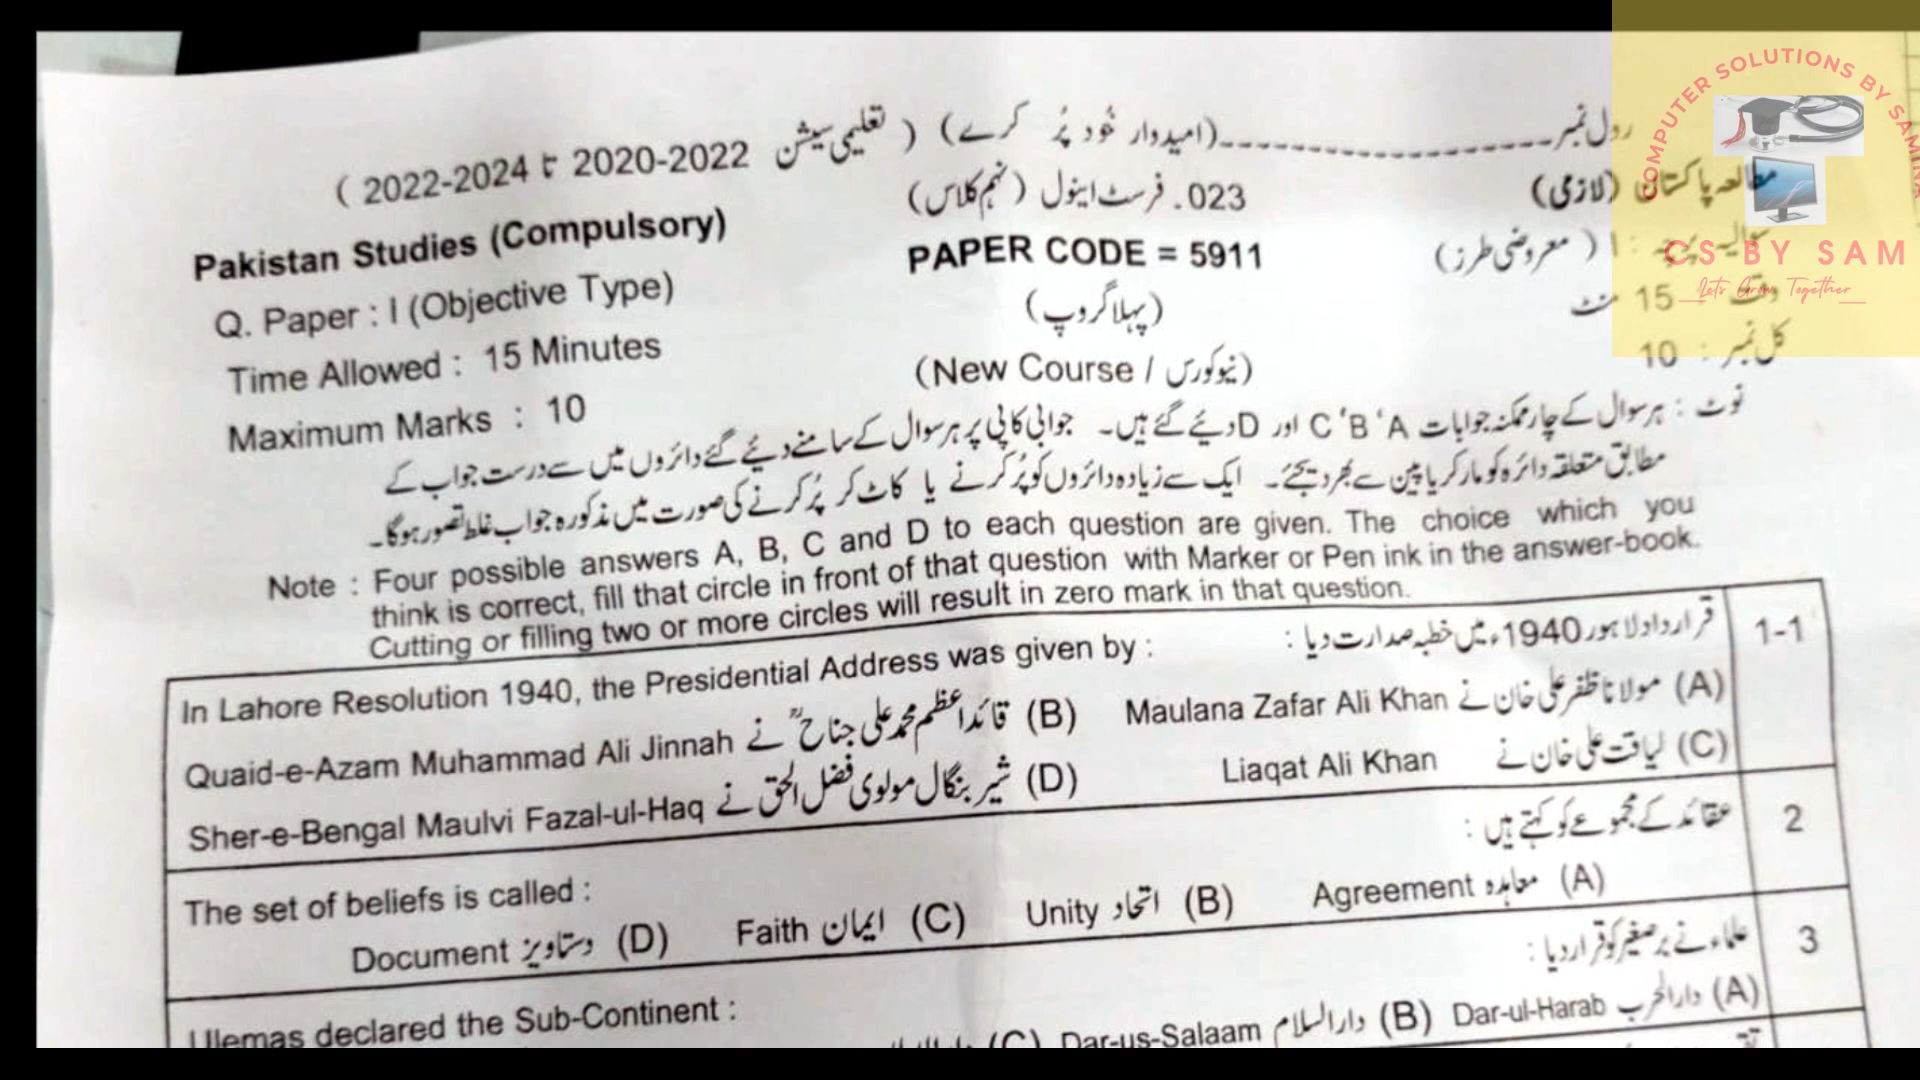 رول نمبر ------------------(امیدوار خود پُر کرے) ( تعلیمی سیشن 2020-2022 تا 2022-2024 )
مطالعہ پاکستان (لازمی) 023. فرسٹ اینول (نہم کلاس) Pakistan Studies (Compulsory)
سوالیہ پرچہ : I ( معروضی طرز ) PAPER CODE = 5911 Q. Paper : I (Objective Type)
وقت 15 منٹ (پہلا گروپ) Time Allowed : 15 Minutes
کل نمبر : 10 (New Course / نیو کورس) Maximum Marks : 10
نوٹ : ہر سوال کے چار ممکنہ جوابات C ' B ' A اور D دئیے گئے ہیں۔ جوابی کاپی پر ہر سوال کے سامنے دئیے گئے دائروں میں سے درست جواب کے
مطابق متعلقہ دائرہ کو مارکر یا پین سے بھر دیجئے۔ ایک سے زیادہ دائروں کو پُر کرنے یا کاٹ کر پُر کرنے کی صورت میں مذکورہ جواب غلط تصور ہوگا۔
Note : Four possible answers A, B, C and D to each question are given. The choice which you
think is correct, fill that circle in front of that question with Marker or Pen ink in the answer-book.
Cutting or filling two or more circles will result in zero mark in that question.
1-1 قرارداد لاہور 1940ء میں خطبہ صدارت دیا : In Lahore Resolution 1940, the Presidential Address was given by :
(A) مولانا ظفر علی خان نے Maulana Zafar Ali Khan (B) قائداعظم محمد علی جناحؒ نے Quaid-e-Azam Muhammad Ali Jinnah
(C) لیاقت علی خان نے Liaqat Ali Khan (D) شیر بنگال مولوی فضل الحق نے Sher-e-Bengal Maulvi Fazal-ul-Haq
2 عقائد کے مجموعے کو کہتے ہیں :
The set of beliefs is called :
(A) معاہدہ Agreement (B) اتحاد Unity (C) ایمان Faith (D) دستاویز Document
3 علماء نے برصغیر کو قرار دیا :
Ulemas declared the Sub-Continent :
(A) دارالحرب Dar-ul-Harab (B) دارالسلام Dar-us-Salaam (C)
COMPUTER SOLUTIONS BY SAMINA
CS BY SAM
Let's Grow Together